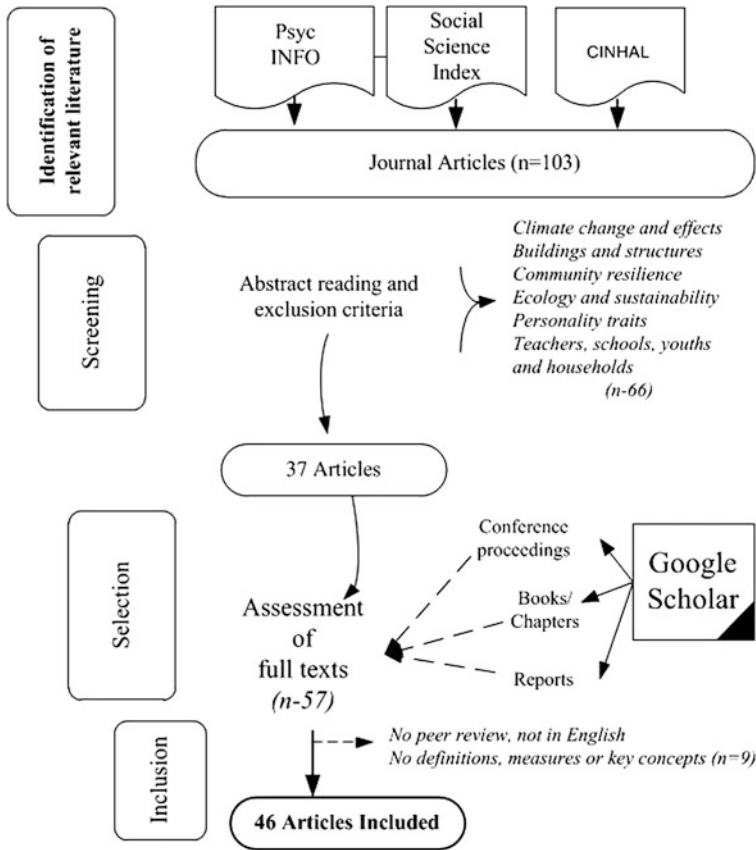 Identification of
relevant literature
Psyc
INFO
Social
Science
Index
CINHAL
Journal Articles (n=103)
Screening
Abstract reading and
exclusion criteria
Climate change and effects
Buildings and structures
Community resilience
Ecology and sustainability
Personality traits
Teachers, schools, youths
and households
(n-66)
37 Articles
Selection
Assessment
of
full texts
(n-57)
Conference
proceedings
Books/
Chapters
Reports
Google
Scholar
Inclusion
No peer review, not in English
No definitions, measures or key concepts (n=9)
46 Articles Included